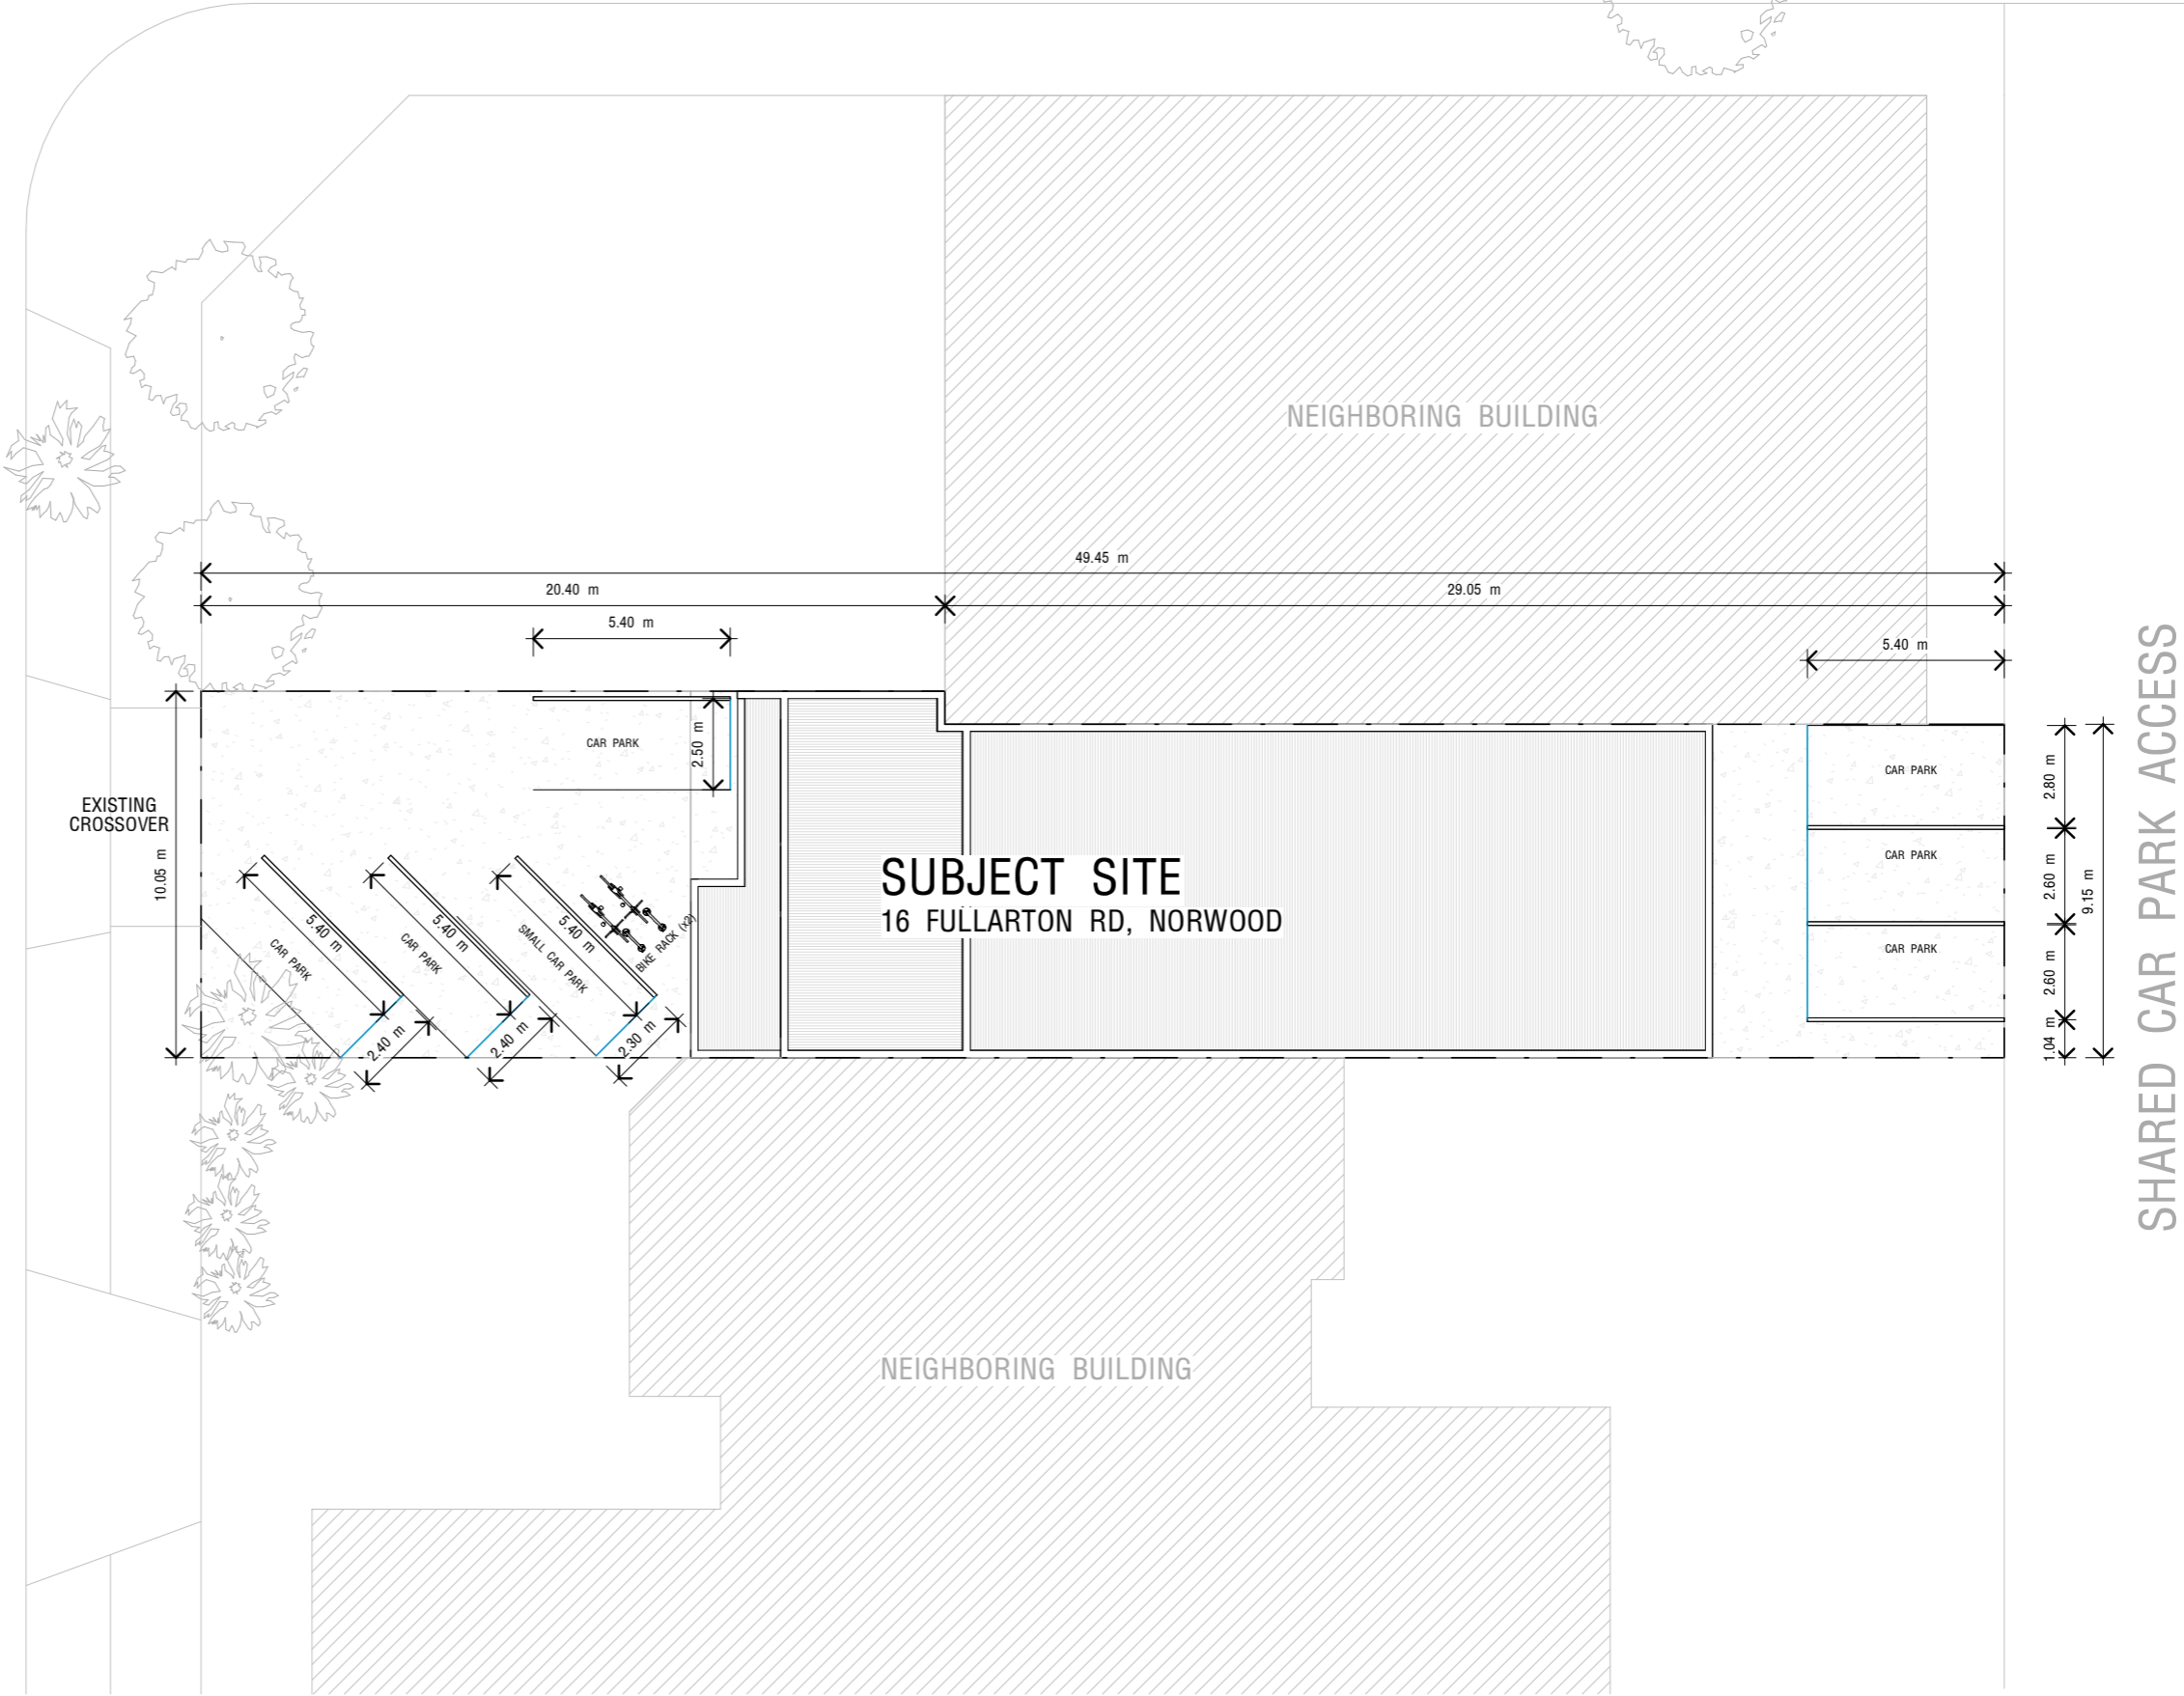 NEIGHBORING BUILDING
49.45 m
20.40 m
29.05 m
5.40 m
5.40 m
CAR PARK
2.50 m
EXISTING
CROSSOVER
10.05 m
5.40 m
CAR PARK
2.40 m
5.40 m
CAR PARK
2.40 m
5.40 m
SMALL CAR PARK
2.30 m
BIKE RACK (x2)
SUBJECT SITE
16 FULLARTON RD, NORWOOD
CAR PARK
CAR PARK
CAR PARK
2.80 m
2.60 m
2.60 m
1.04 m
9.15 m
SHARED CAR PARK ACCESS
NEIGHBORING BUILDING